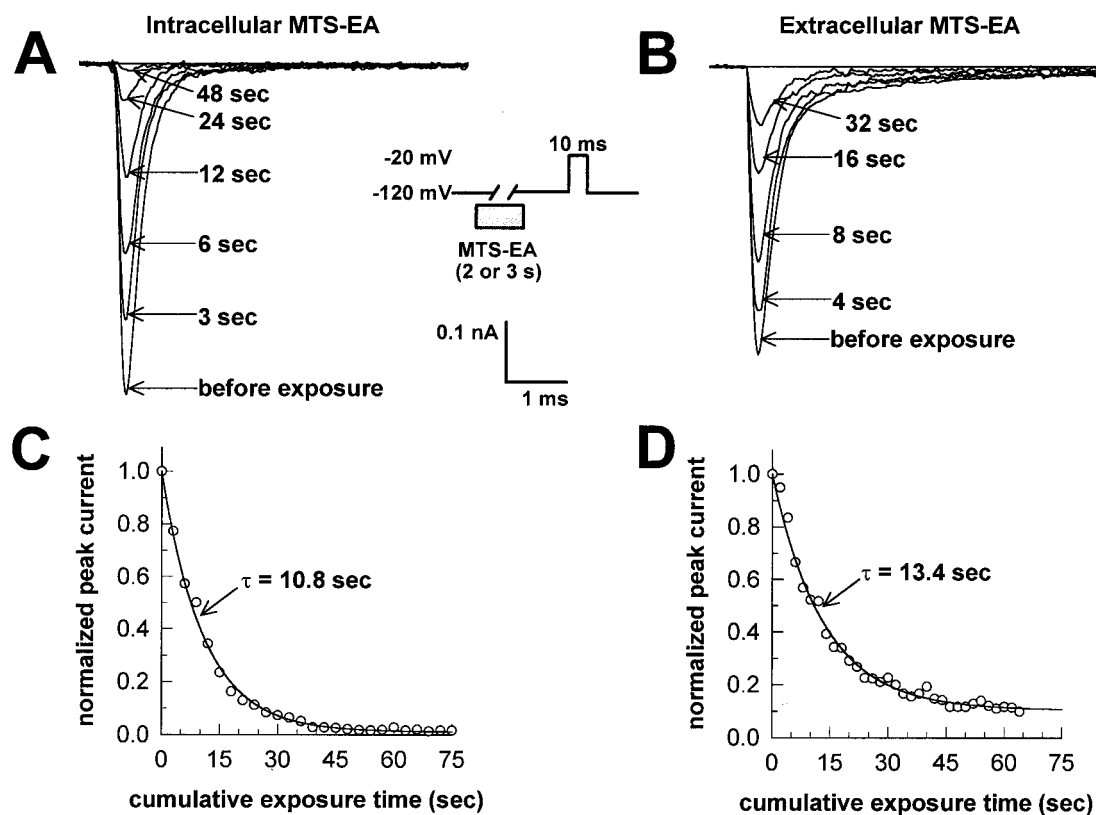 A
Intracellular MTS-EA
48 sec
24 sec
12 sec
6 sec
3 sec
before exposure
-20 mV
10 ms
-120 mV
MTS-EA
(2 or 3 s)
0.1 nA
1 ms
B
Extracellular MTS-EA
32 sec
16 sec
8 sec
4 sec
before exposure
C
normalized peak current
1.0
0.8
0.6
0.4
0.2
0.0
τ = 10.8 sec
0 15 30 45 60 75
cumulative exposure time (sec)
D
normalized peak current
1.0
0.8
0.6
0.4
0.2
0.0
τ = 13.4 sec
0 15 30 45 60 75
cumulative exposure time (sec)